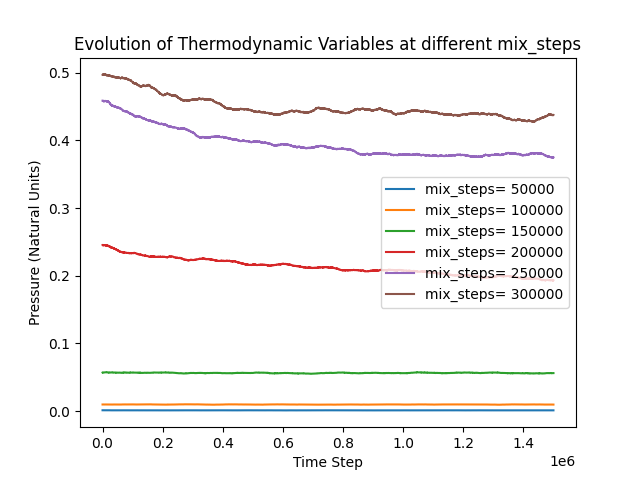 Evolution of Thermodynamic Variables at different mix_steps
Pressure (Natural Units)
0.5
0.4
0.3
0.2
0.1
0.0
mix_steps= 50000
mix_steps= 100000
mix_steps= 150000
mix_steps= 200000
mix_steps= 250000
mix_steps= 300000
0.0 0.2 0.4 0.6 0.8 1.0 1.2 1.4
1e6
Time Step